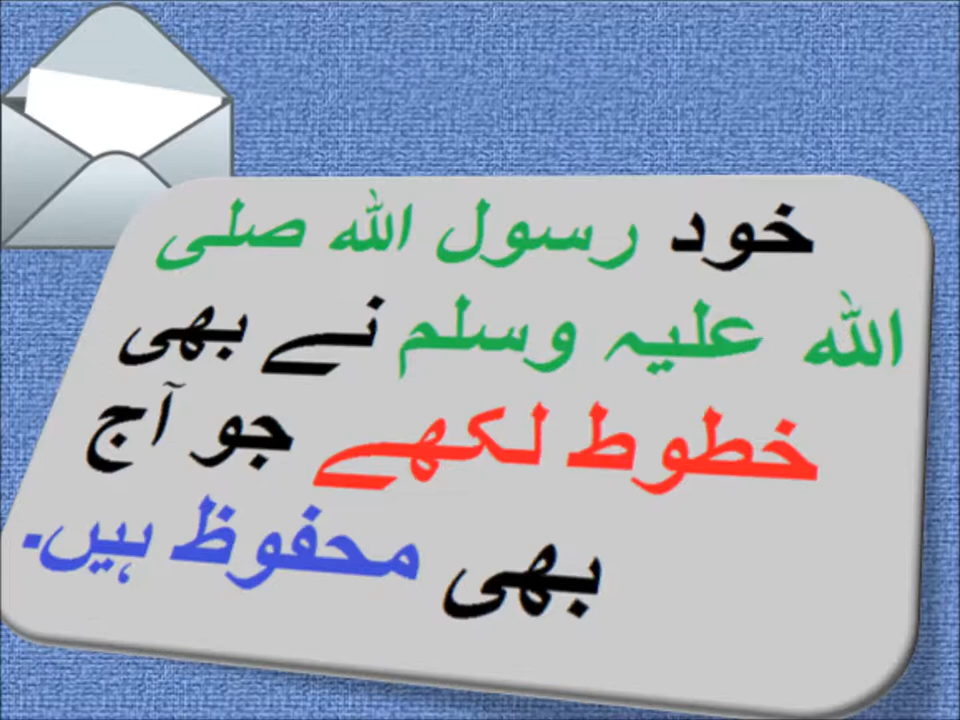 خود رسول اللہ صلی
اللہ علیہ وسلم نے بھی
خطوط لکھے جو آج
بھی محفوظ ہیں.